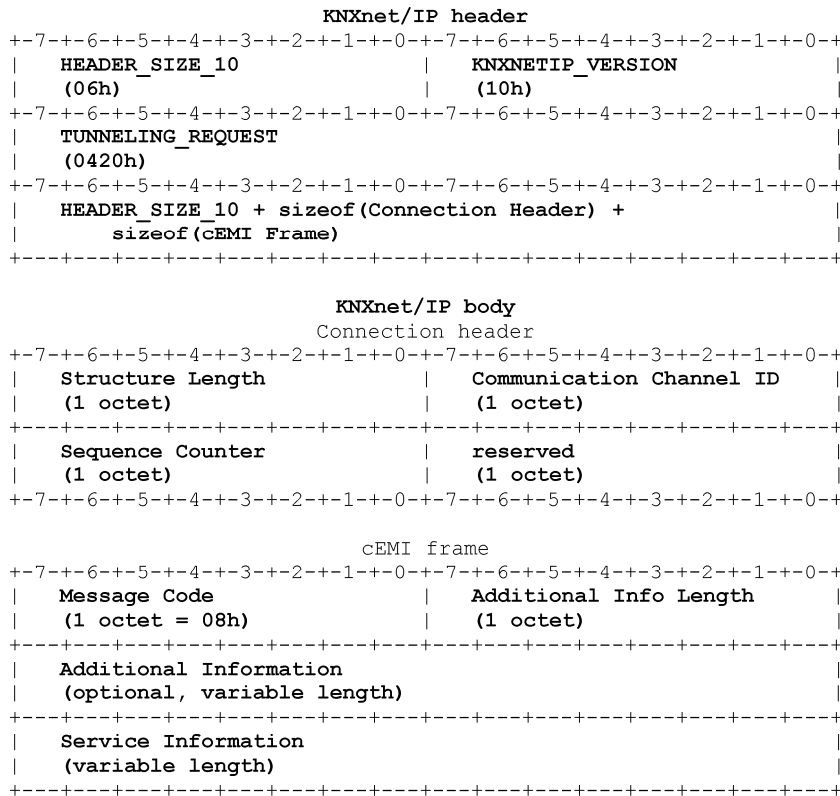 KNXnet/IP header
+-7-+-6-+-5-+-4-+-3-+-2-+-1-+-0-+-7-+-6-+-5-+-4-+-3-+-2-+-1-+-0-+
| HEADER_SIZE_10 | KNXNETIP_VERSION |
| (06h) | (10h) |
+-7-+-6-+-5-+-4-+-3-+-2-+-1-+-0-+-7-+-6-+-5-+-4-+-3-+-2-+-1-+-0-+
| TUNNELING_REQUEST |
| (0420h) |
+-7-+-6-+-5-+-4-+-3-+-2-+-1-+-0-+-7-+-6-+-5-+-4-+-3-+-2-+-1-+-0-+
| HEADER_SIZE_10 + sizeof(Connection Header) + |
| sizeof(cEMI Frame) |
+---+---+---+---+---+---+---+---+---+---+---+---+---+---+---+---+
KNXnet/IP body
Connection header
+-7-+-6-+-5-+-4-+-3-+-2-+-1-+-0-+-7-+-6-+-5-+-4-+-3-+-2-+-1-+-0-+
| Structure Length | Communication Channel ID |
| (1 octet) | (1 octet) |
+---+---+---+---+---+---+---+---+---+---+---+---+---+---+---+---+
| Sequence Counter | reserved |
| (1 octet) | (1 octet) |
+-7-+-6-+-5-+-4-+-3-+-2-+-1-+-0-+-7-+-6-+-5-+-4-+-3-+-2-+-1-+-0-+
cEMI frame
+-7-+-6-+-5-+-4-+-3-+-2-+-1-+-0-+-7-+-6-+-5-+-4-+-3-+-2-+-1-+-0-+
| Message Code | Additional Info Length |
| (1 octet = 08h) | (1 octet) |
+---+---+---+---+---+---+---+---+---+---+---+---+---+---+---+---+
| Additional Information |
| (optional, variable length) |
+---+---+---+---+---+---+---+---+---+---+---+---+---+---+---+---+
| Service Information |
| (variable length) |
+---+---+---+---+---+---+---+---+---+---+---+---+---+---+---+---+